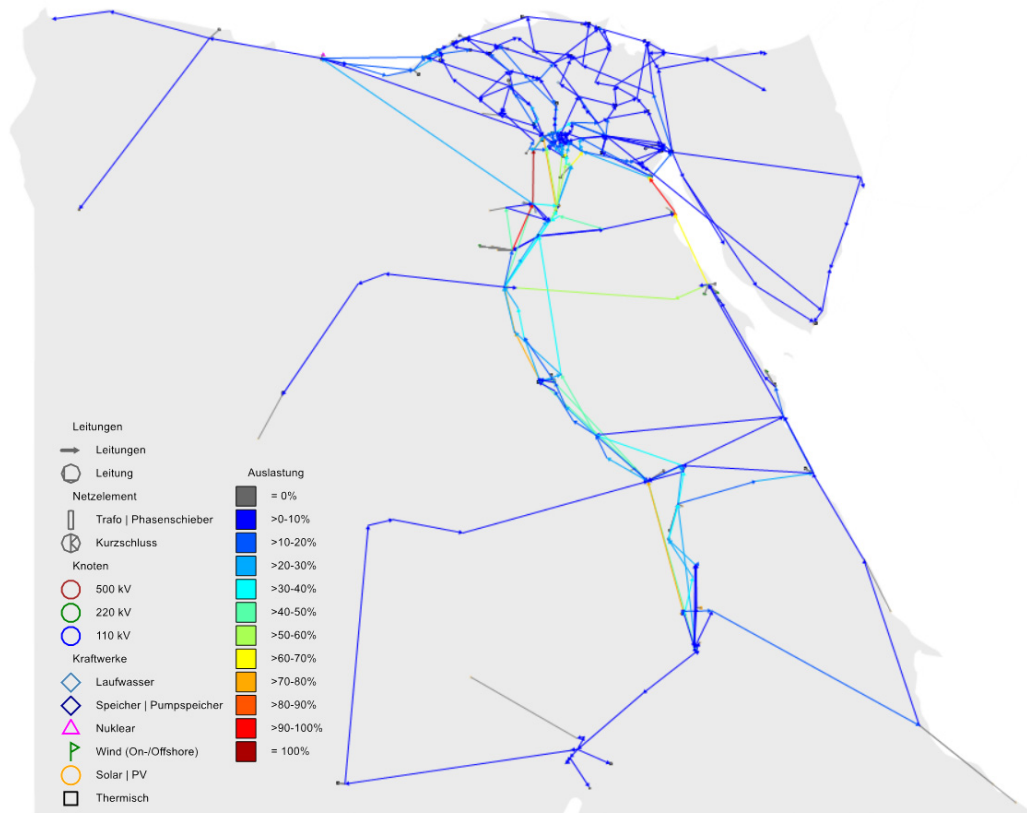 Leitungen
Leitungen
Leitung
Netzelement
Trafo | Phasenschieber
Kurzschluss
Knoten
500 kV
220 kV
110 kV
Kraftwerke
Laufwasser
Speicher | Pumpspeicher
Nuklear
Wind (On-/Offshore)
Solar | PV
Thermisch
Auslastung
= 0%
>0-10%
>10-20%
>20-30%
>30-40%
>40-50%
>50-60%
>60-70%
>70-80%
>80-90%
>90-100%
= 100%